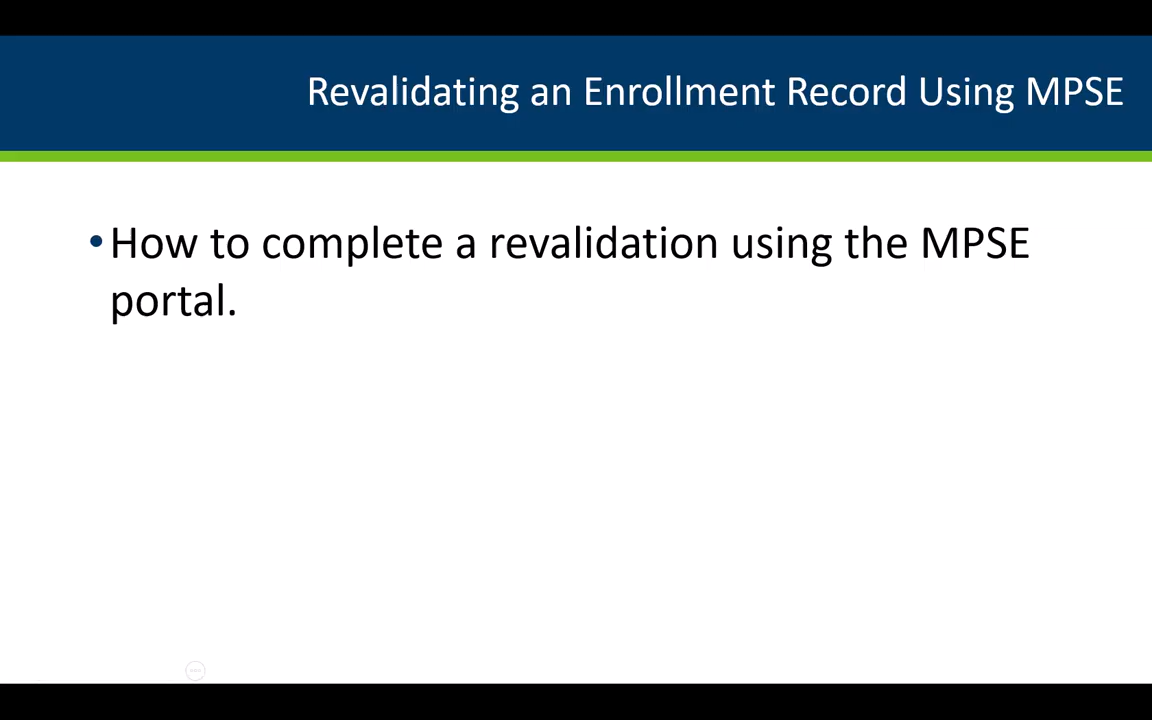 Revalidating an Enrollment Record Using MPSE
•How to complete a revalidation using the MPSE
portal.